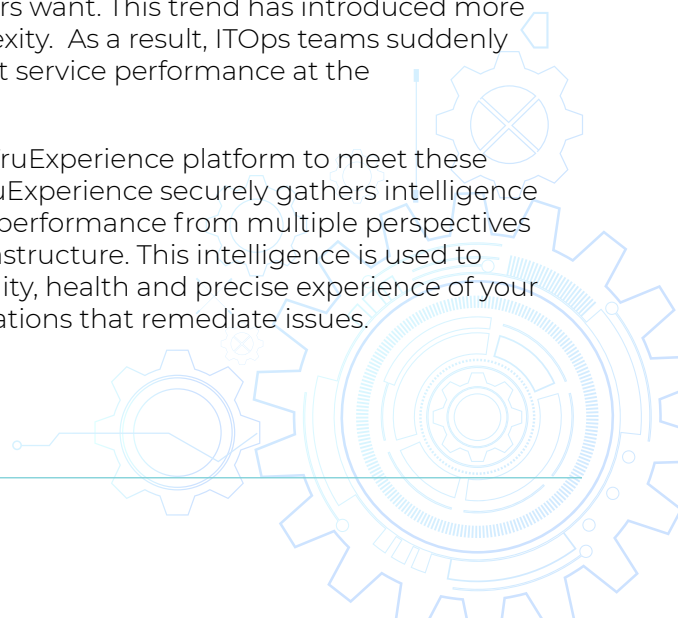 rs want. This trend has introduced more
exity. As a result, ITOps teams suddenly
t service performance at the
ruExperience platform to meet these
uExperience securely gathers intelligence
performance from multiple perspectives
astructure. This intelligence is used to
ity, health and precise experience of your
ations that remediate issues.